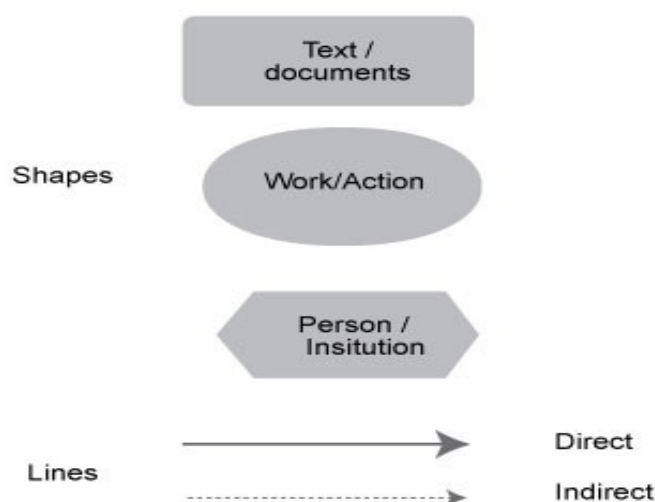 Text /
documents
Shapes
Work/Action
Person /
Insitution
Direct
Lines
Indirect